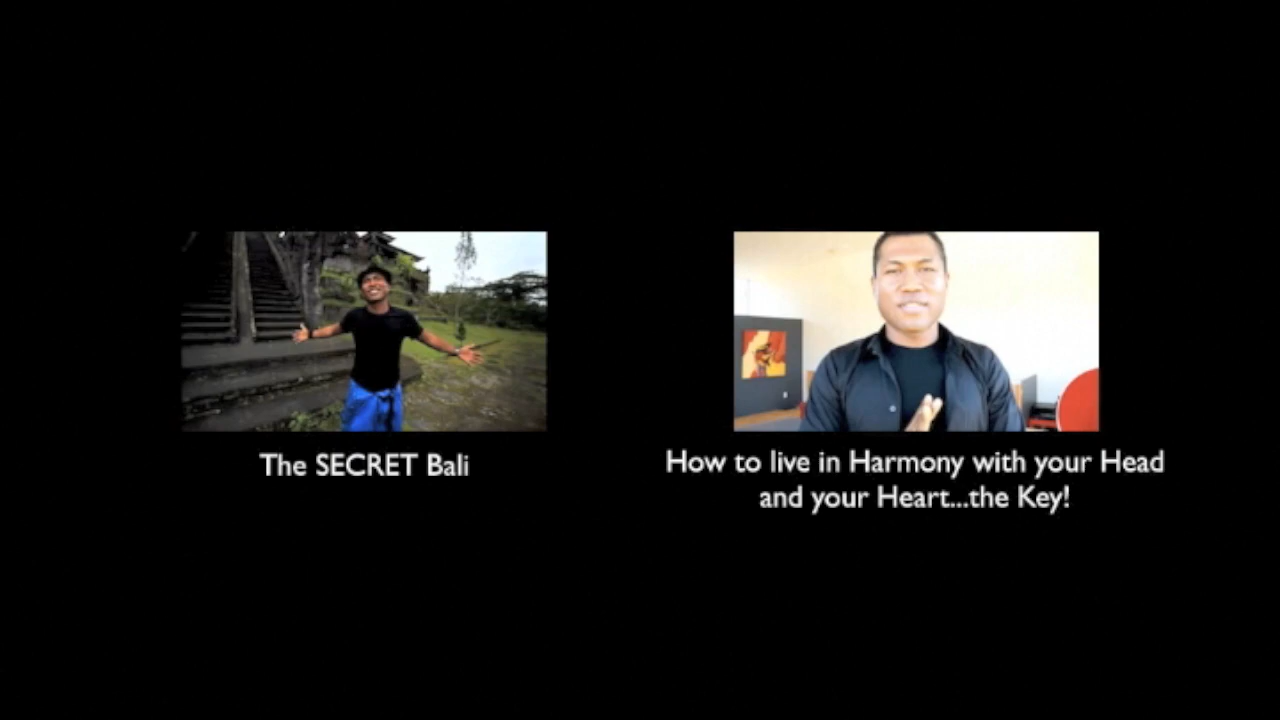 The SECRET Bali
How to live in Harmony with your Head
and your Heart...the Key!